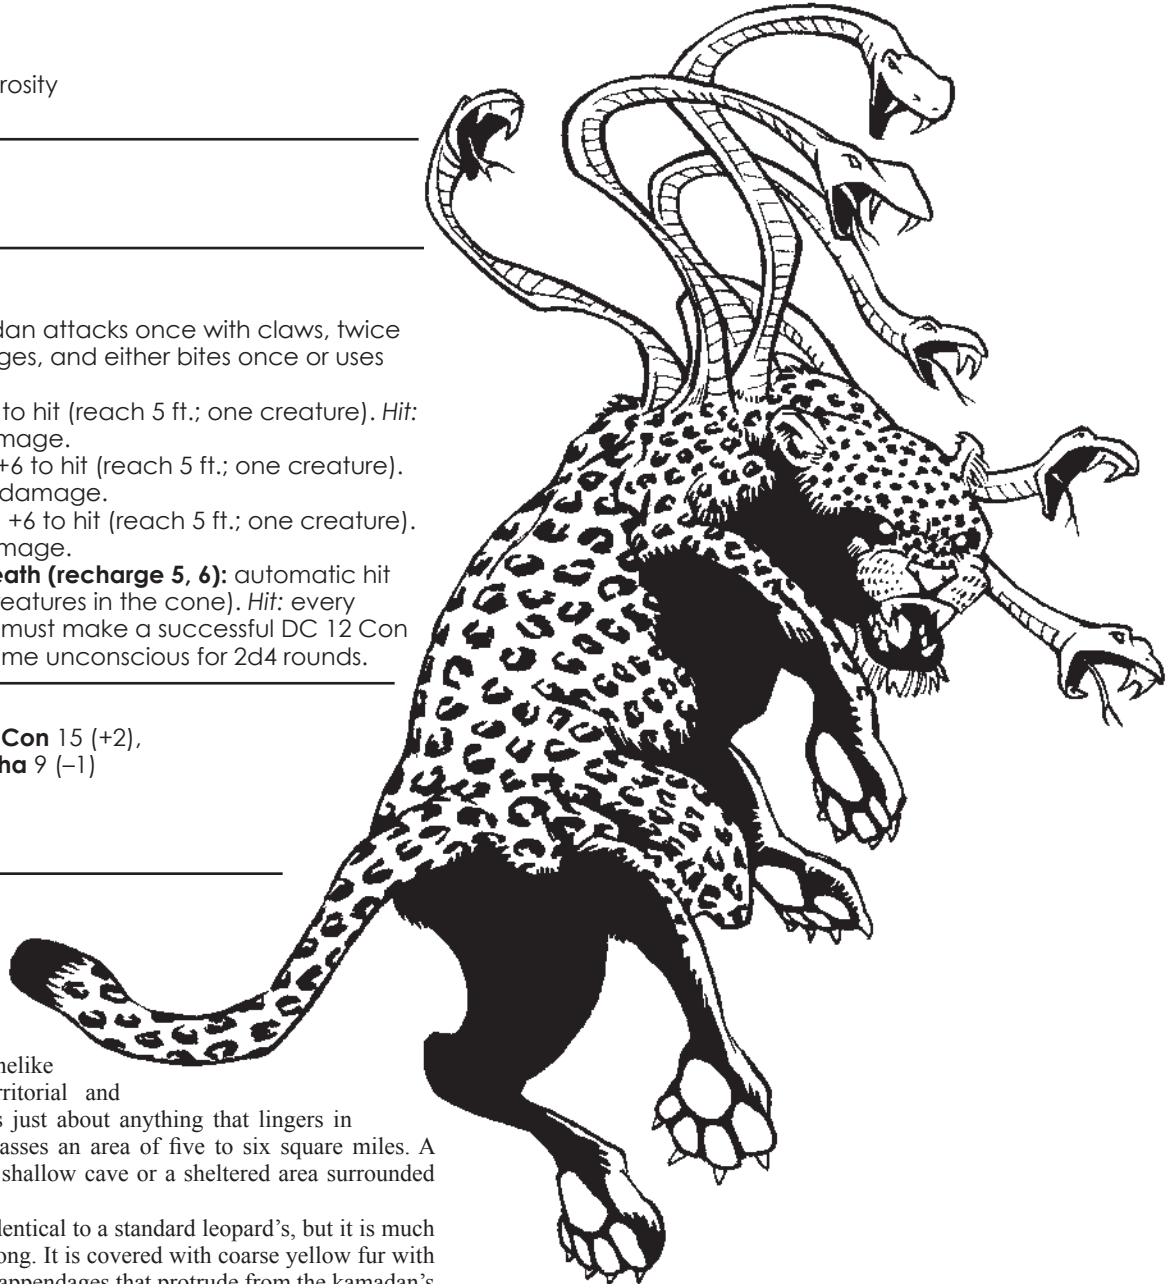 rosity
dan attacks once with claws, twice
ges, and either bites once or uses
to hit (reach 5 ft.; one creature). Hit:
mage.
+6 to hit (reach 5 ft.; one creature).
damage.
+6 to hit (reach 5 ft.; one creature).
mage.
eath (recharge 5, 6): automatic hit
reatures in the cone). Hit: every
must make a successful DC 12 Con
me unconscious for 2d4 rounds.
Con 15 (+2),
ha 9 (–1)
nelike
rritorial and
s just about anything that lingers in
asses an area of five to six square miles. A
shallow cave or a sheltered area surrounded
dentical to a standard leopard's, but it is much
ong. It is covered with coarse yellow fur with
appendages that protrude from the kamadan's